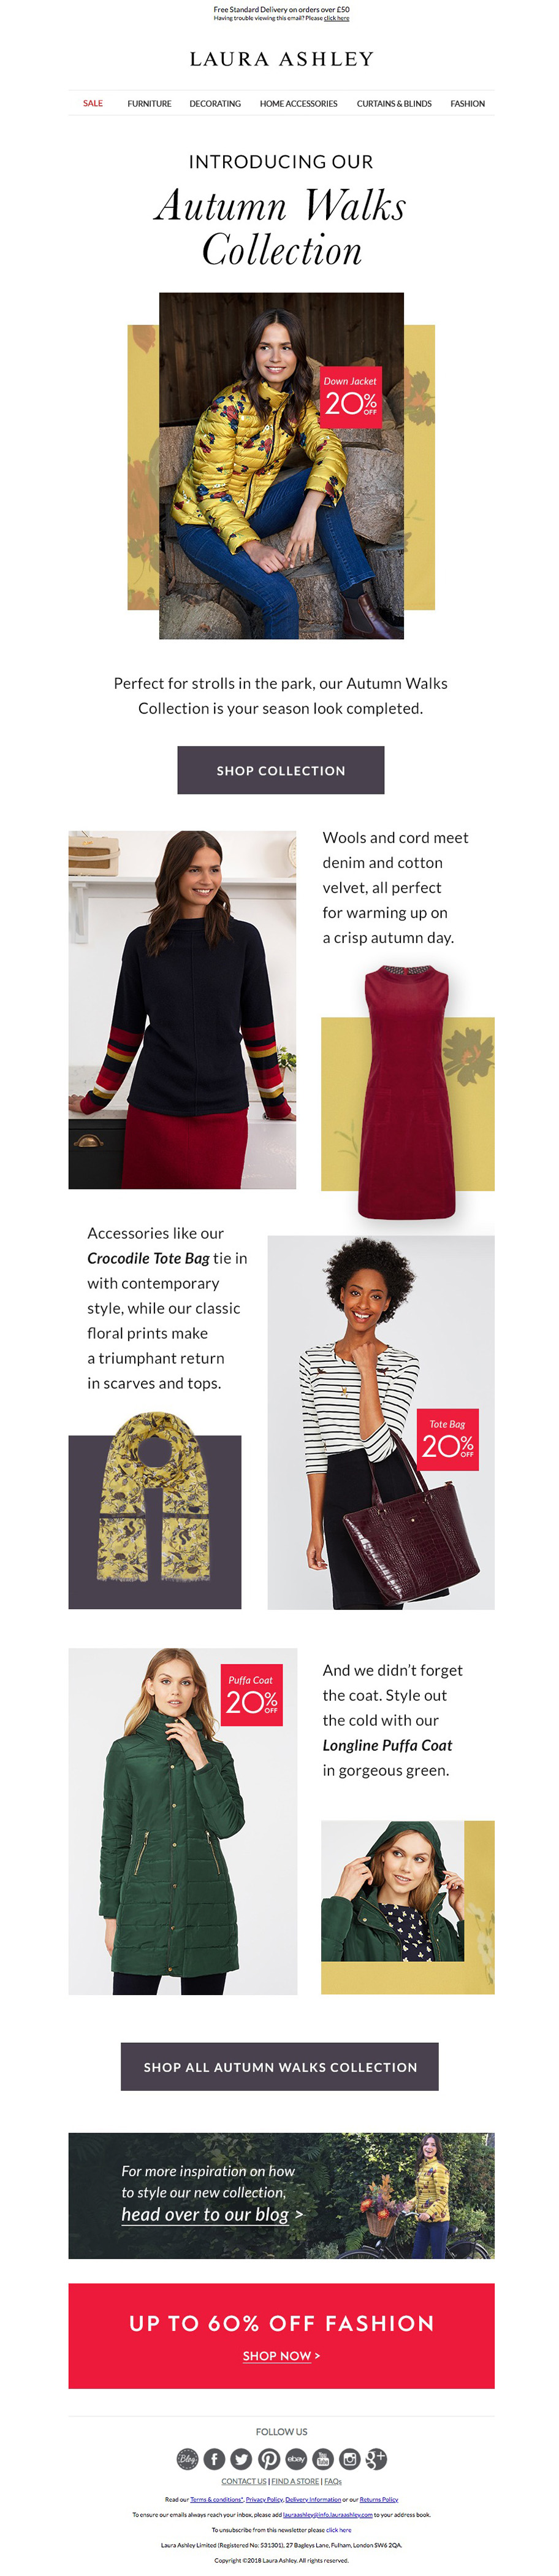 Free Standard Delivery on orders over £50
Having trouble viewing this email? Please click here
LAURA ASHLEY
SALE FURNITURE DECORATING HOME ACCESSORIES CURTAINS & BLINDS FASHION
INTRODUCING OUR
Autumn Walks
Collection
Down Jacket
20% OFF
Perfect for strolls in the park, our Autumn Walks
Collection is your season look completed.
SHOP COLLECTION
Wools and cord meet
denim and cotton
velvet, all perfect
for warming up on
a crisp autumn day.
Accessories like our
Crocodile Tote Bag tie in
with contemporary
style, while our classic
floral prints make
a triumphant return
in scarves and tops.
Tote Bag
20% OFF
Puffa Coat
20% OFF
And we didn't forget
the coat. Style out
the cold with our
Longline Puffa Coat
in gorgeous green.
SHOP ALL AUTUMN WALKS COLLECTION
For more inspiration on how
to style our new collection,
head over to our blog >
UP TO 60% OFF FASHION
SHOP NOW >
FOLLOW US
Blog f ebay You Tube g+
CONTACT US | FIND A STORE | FAQs
Read our Terms & conditions*, Privacy Policy, Delivery Information or our Returns Policy
To ensure our emails always reach your inbox, please add lauraashley@info.lauraashley.com to your address book.
To unsubscribe from this newsletter please click here
Laura Ashley Limited (Registered No: 531301), 27 Bagleys Lane, Fulham, London SW6 2QA.
Copyright ©2018 Laura Ashley. All rights reserved.